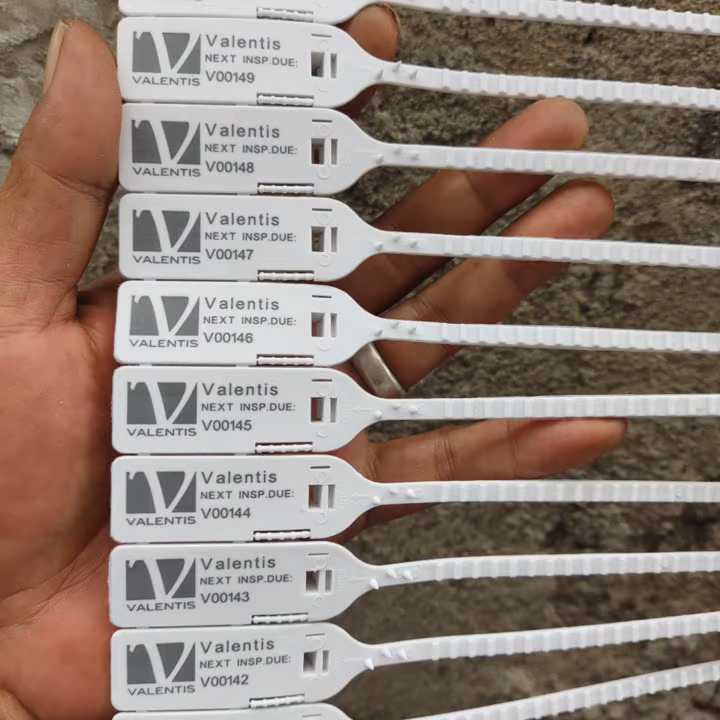 Valentis
NEXT INSP.DUE:
V00149
VALENTIS
Valentis
NEXT INSP.DUE:
V00148
VALENTIS
Valentis
NEXT INSP.DUE:
V00147
VALENTIS
Valentis
NEXT INSP.DUE:
V00146
VALENTIS
Valentis
NEXT INSP.DUE:
V00145
VALENTIS
Valentis
NEXT INSP.DUE:
V00144
VALENTIS
Valentis
NEXT INSP.DUE:
V00143
VALENTIS
Valentis
NEXT INSP.DUE:
V00142
VALENTIS